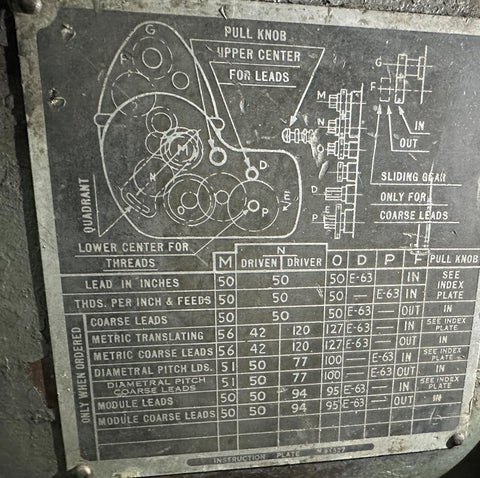 PULL KNOB
UPPER CENTER
FOR LEADS
G
G
F
M
N
O
D
E
P
IN
OUT
SLIDING GEAR
ONLY FOR
COARSE LEADS
M
N
O
D
P
E
QUADRANT
LOWER CENTER FOR
THREADS
M N O D P F PULL KNOB
DRIVEN DRIVER
LEAD IN INCHES 50 50 50 E-63 IN SEE INDEX PLATE
THDS. PER INCH & FEEDS 50 50 50 — E-63 IN
COARSE LEADS 50 50 50 E-63 — OUT IN
METRIC TRANSLATING 56 42 120 127 E-63 — IN SEE INDEX PLATE
METRIC COARSE LEADS 56 42 120 127 E-63 — OUT IN
DIAMETRAL PITCH LDS. 51 50 77 100 — E-63 IN SEE INDEX PLATE
DIAMETRAL PITCH COARSE LEADS 51 50 77 100 — E-63 OUT IN
MODULE LEADS 50 50 94 95 E-63 — IN SEE INDEX PLATE
MODULE COARSE LEADS 50 50 94 95 E-63 — OUT IN
ONLY WHEN ORDERED
INSTRUCTION PLATE